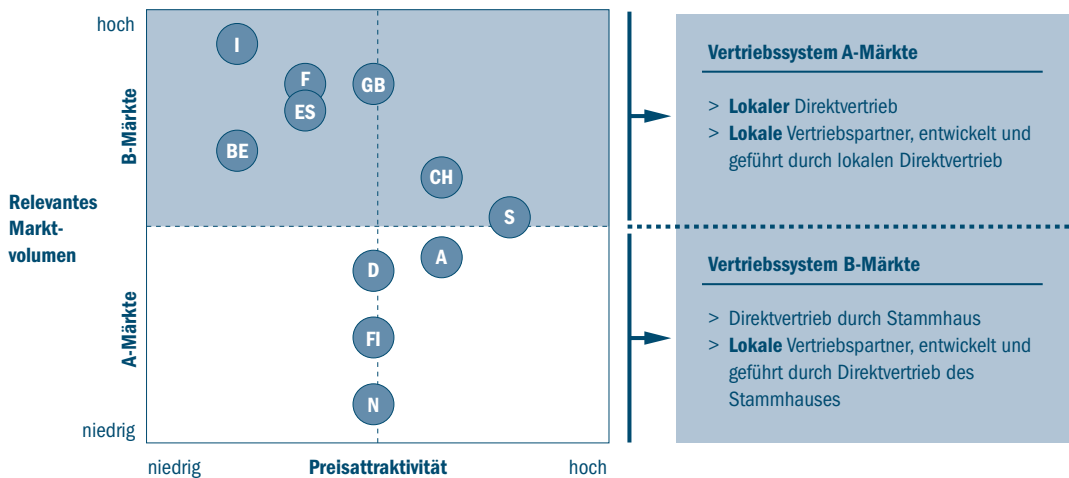 hoch
B-Märkte
Relevantes
Markt-
volumen
A-Märkte
niedrig
I
F
GB
ES
BE
CH
S
A
D
FI
N
niedrig
Preisattraktivität
hoch
Vertriebssystem A-Märkte
> Lokaler Direktvertrieb
> Lokale Vertriebspartner, entwickelt und
geführt durch lokalen Direktvertrieb
Vertriebssystem B-Märkte
> Direktvertrieb durch Stammhaus
> Lokale Vertriebspartner, entwickelt und
geführt durch Direktvertrieb des
Stammhauses